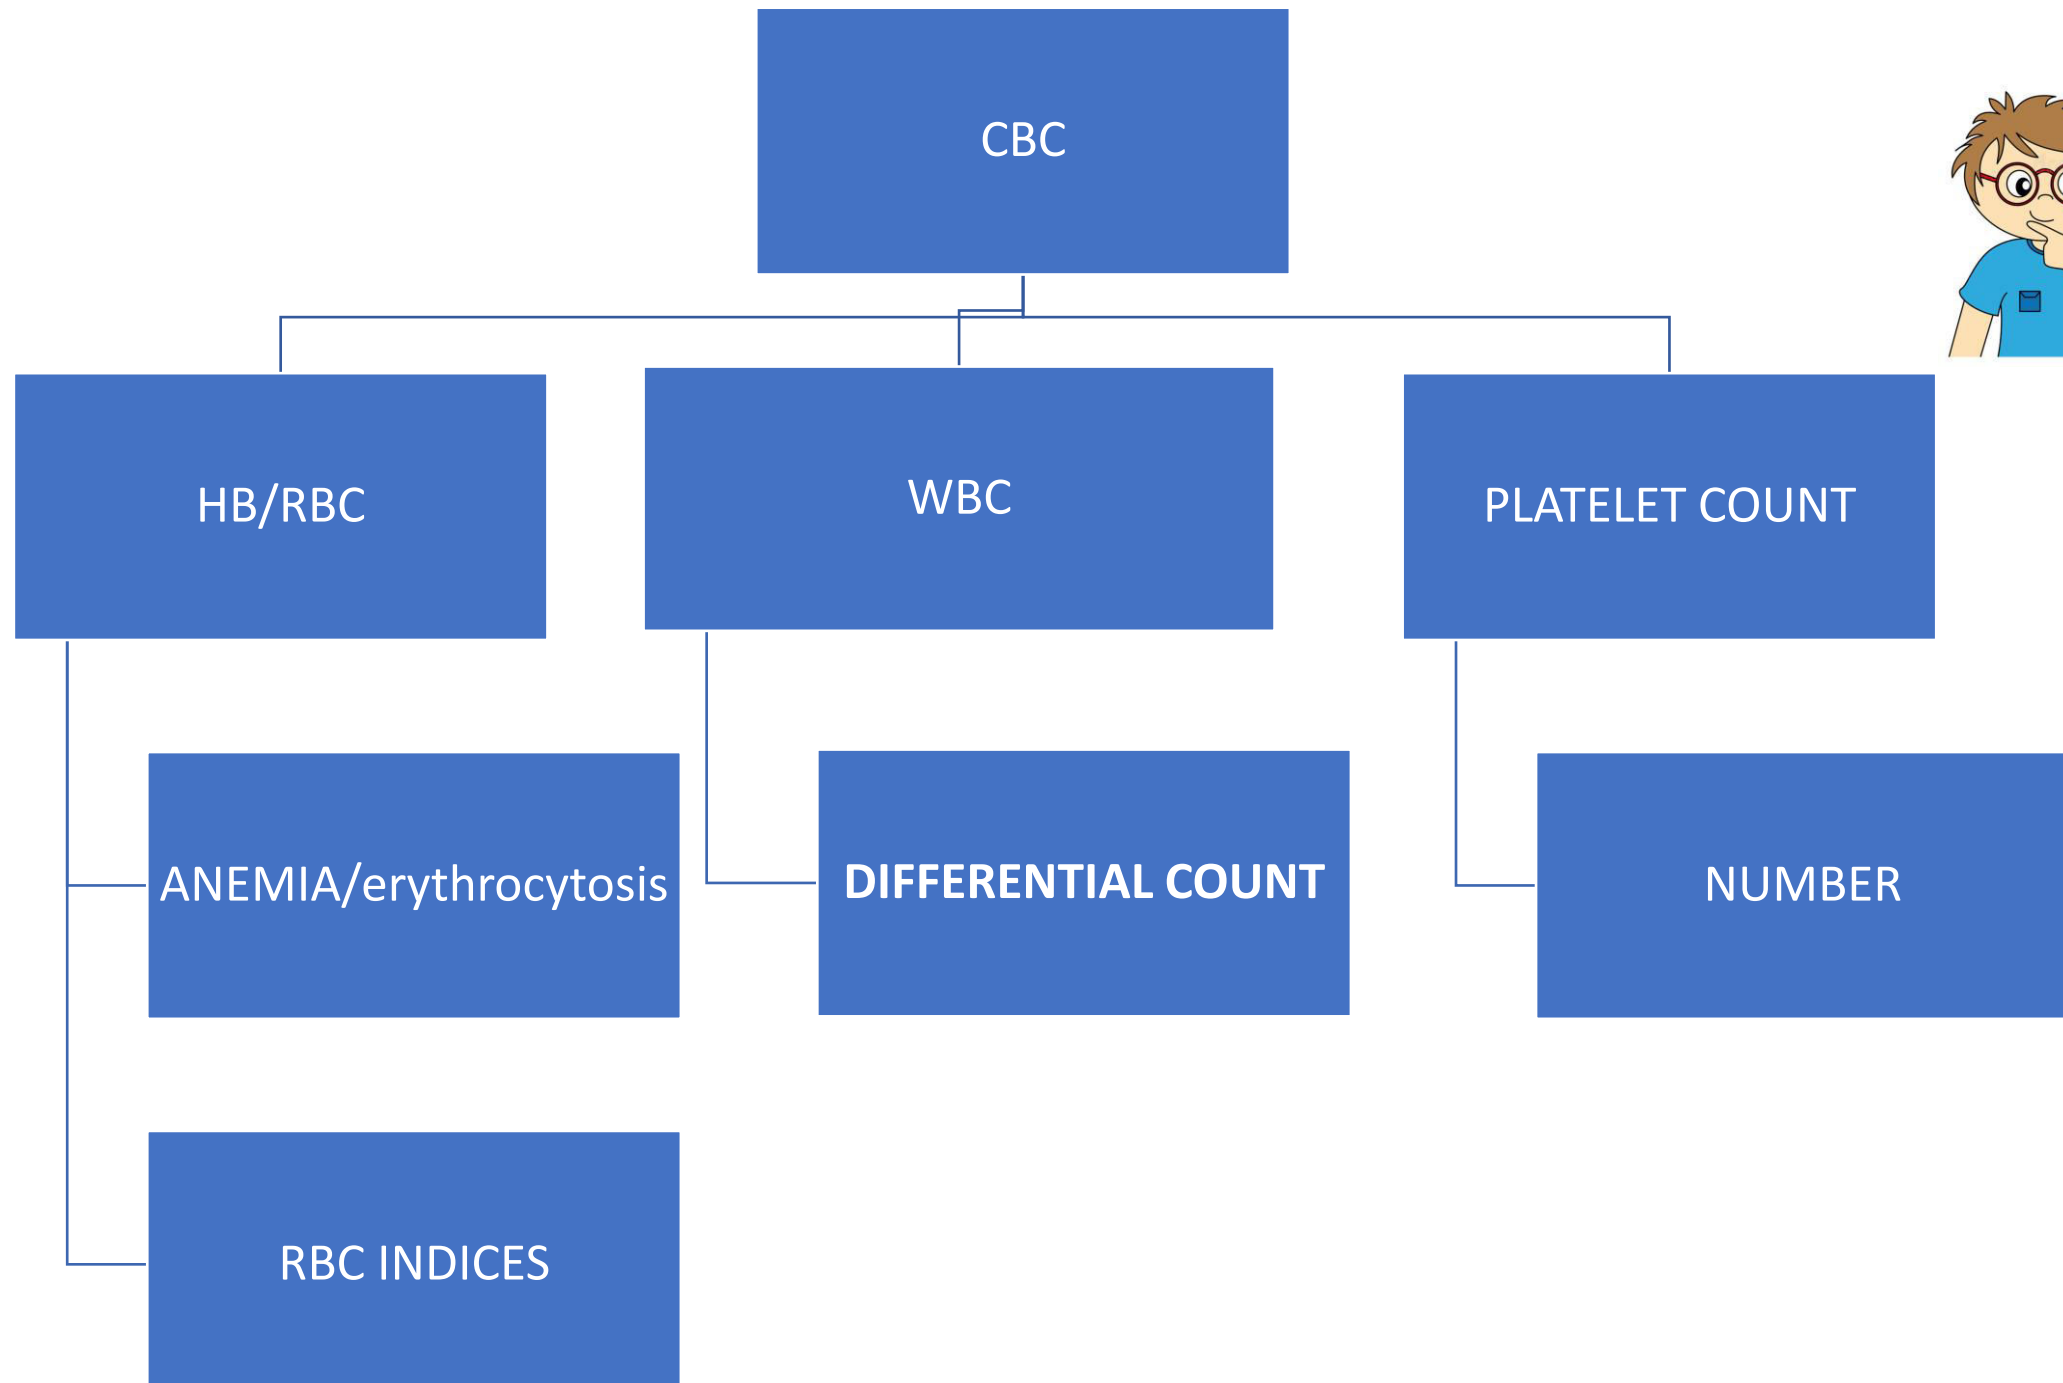 CBC
HB/RBC
WBC
PLATELET COUNT
ANEMIA/erythrocytosis
DIFFERENTIAL COUNT
NUMBER
RBC INDICES